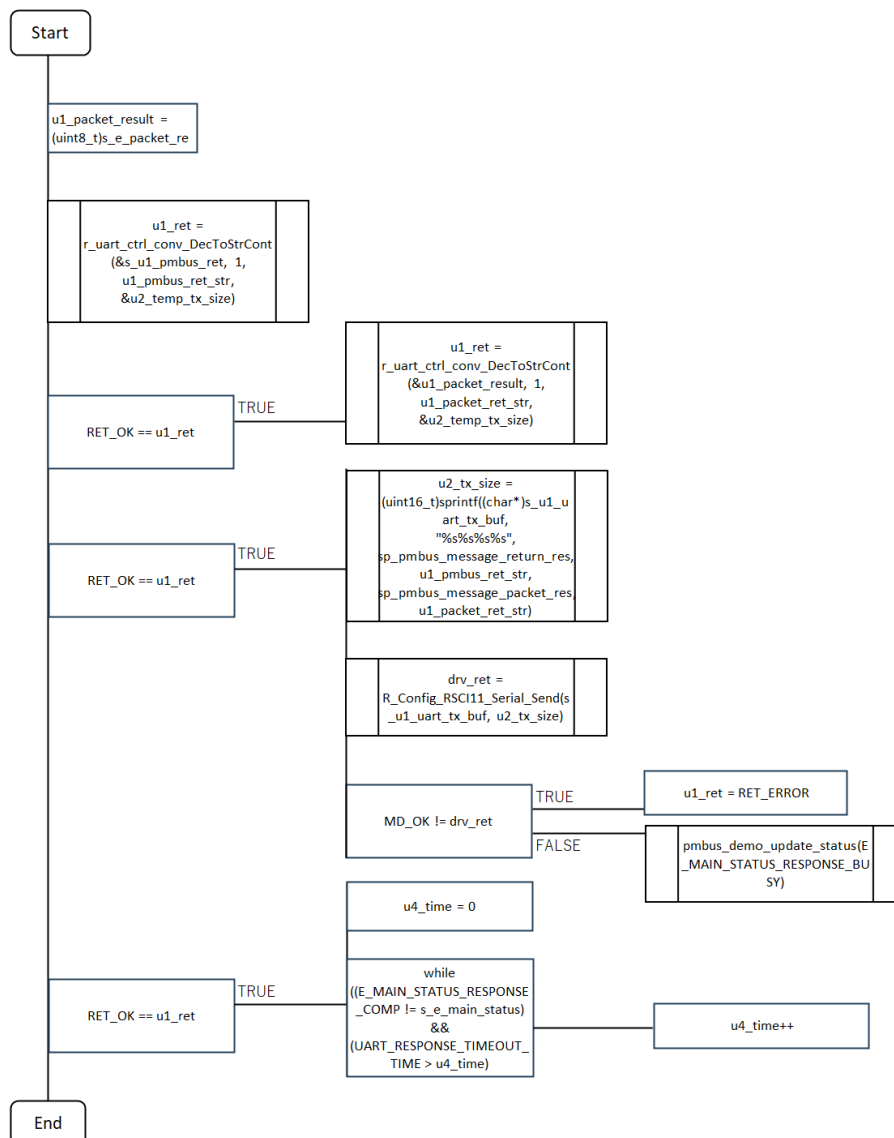 Start
u1_packet_result =
(uint8_t)s_e_packet_re
u1_ret =
r_uart_ctrl_conv_DecToStrCont
(&s_u1_pmbus_ret, 1,
u1_pmbus_ret_str,
&u2_temp_tx_size)
RET_OK == u1_ret
TRUE
u1_ret =
r_uart_ctrl_conv_DecToStrCont
(&u1_packet_result, 1,
u1_packet_ret_str,
&u2_temp_tx_size)
RET_OK == u1_ret
TRUE
u2_tx_size =
(uint16_t)sprintf((char*)s_u1_u
art_tx_buf,
"%s%s%s%s",
sp_pmbus_message_return_res,
u1_pmbus_ret_str,
sp_pmbus_message_packet_res,
u1_packet_ret_str)
drv_ret =
R_Config_RSCI11_Serial_Send(s
_u1_uart_tx_buf, u2_tx_size)
MD_OK != drv_ret
TRUE
u1_ret = RET_ERROR
FALSE
pmbus_demo_update_status(E
_MAIN_STATUS_RESPONSE_BU
SY)
u4_time = 0
RET_OK == u1_ret
TRUE
while
((E_MAIN_STATUS_RESPONSE
_COMP != s_e_main_status)
&&
(UART_RESPONSE_TIMEOUT_
TIME > u4_time)
u4_time++
End